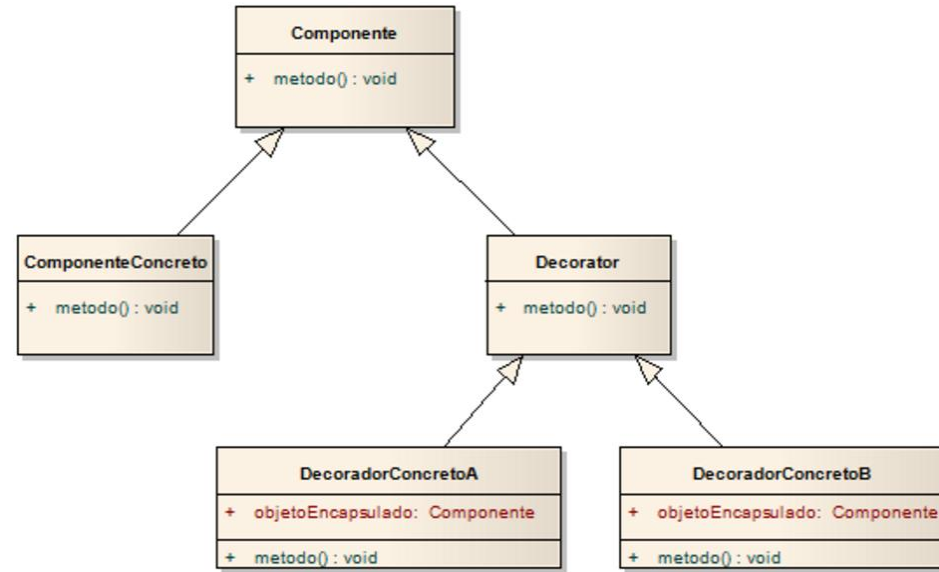 Componente
+ metodo() : void
ComponenteConcreto
+ metodo() : void
Decorator
+ metodo() : void
DecoradorConcretoA
+ objetoEncapsulado: Componente
+ metodo() : void
DecoradorConcretoB
+ objetoEncapsulado: Componente
+ metodo() : void